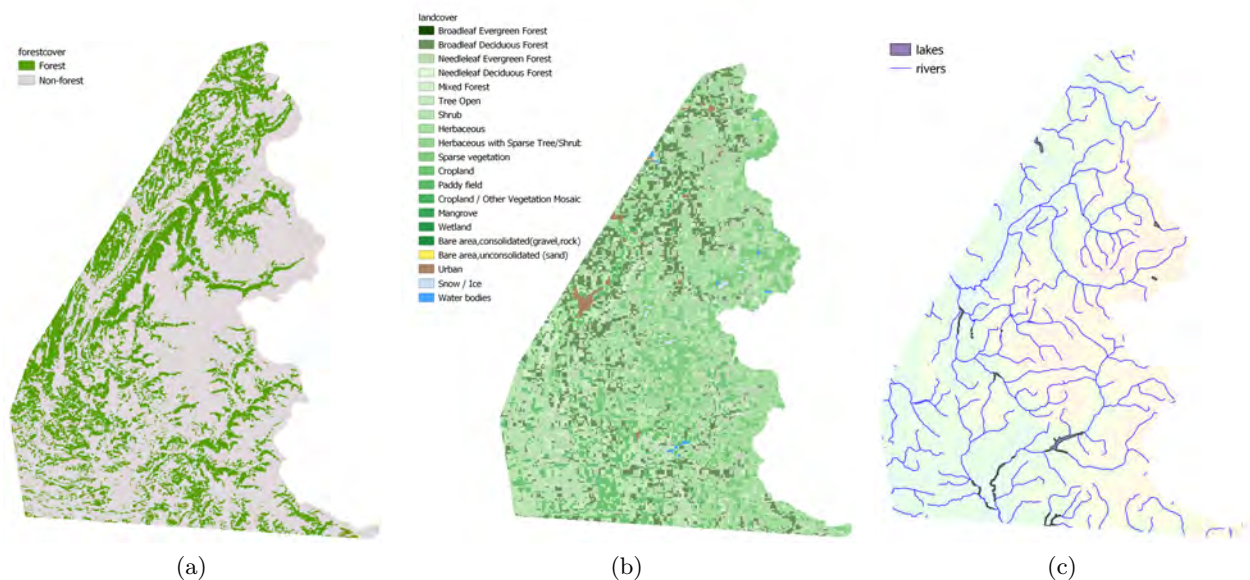 forestcover
Forest
Non-forest
landcover
Broadleaf Evergreen Forest
Broadleaf Deciduous Forest
Needleleaf Evergreen Forest
Needleleaf Deciduous Forest
Mixed Forest
Tree Open
Shrub
Herbaceous
Herbaceous with Sparse Tree/Shrub
Sparse vegetation
Cropland
Paddy field
Cropland / Other Vegetation Mosaic
Mangrove
Wetland
Bare area,consolidated(gravel,rock)
Bare area,unconsolidated (sand)
Urban
Snow / Ice
Water bodies
lakes
rivers
(a)
(b)
(c)